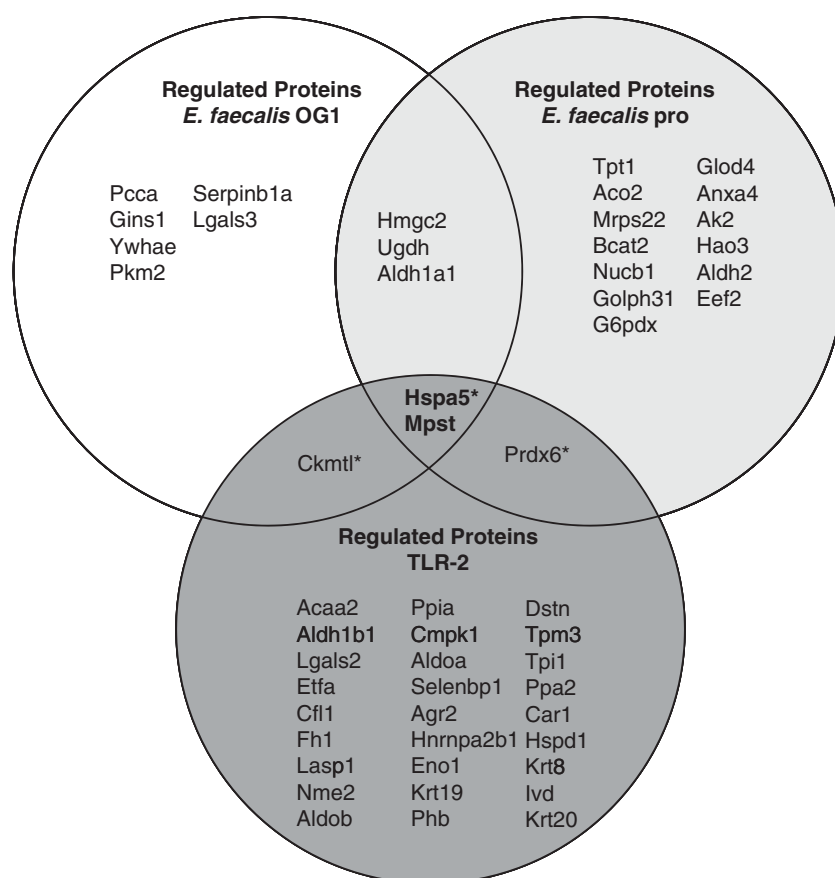 Regulated Proteins
E. faecalis OG1
Pcca Serpinb1a
Gins1 Lgals3
Ywhae
Pkm2
Hmgc2
Ugdh
Aldh1a1
Regulated Proteins
E. faecalis pro
Tpt1 Glod4
Aco2 Anxa4
Mrps22 Ak2
Bcat2 Hao3
Nucb1 Aldh2
Golph31 Eef2
G6pdx
Hspa5*
Mpst
Ckmtl*
Prdx6*
Regulated Proteins
TLR-2
Acaa2 Ppia Dstn
Aldh1b1 Cmpk1 Tpm3
Lgals2 Aldoa Tpi1
Etfa Selenbp1 Ppa2
Cfl1 Agr2 Car1
Fh1 Hnrnpa2b1 Hspd1
Lasp1 Eno1 Krt8
Nme2 Krt19 Ivd
Aldob Phb Krt20